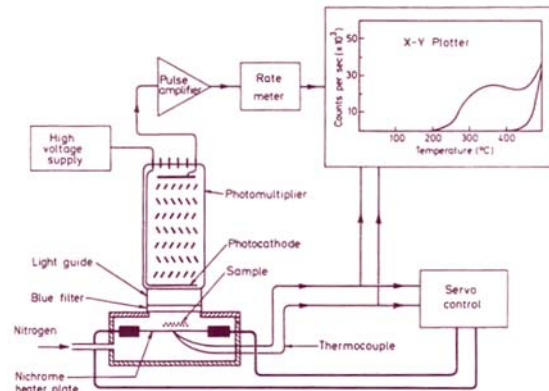 X-Y Plotter
Counts per sec (x10³)
50
30
10
100
200
300
400
500
Temperature (°C)
Pulse
amplifier
Rate
meter
High
voltage
supply
Photomultiplier
Photocathode
Light guide
Sample
Blue filter
Servo
control
Nitrogen
Thermocouple
Nichrome
heater plate